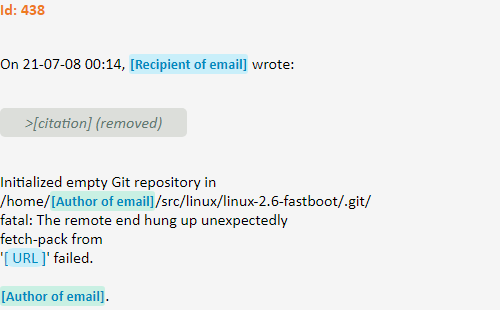 Id: 438
On 21-07-08 00:14, [Recipient of email] wrote:
>[citation] (removed)
Initialized empty Git repository in
/home/[Author of email]/src/linux/linux-2.6-fastboot/.git/
fatal: The remote end hung up unexpectedly
fetch-pack from
'[ URL ]' failed.
[Author of email].